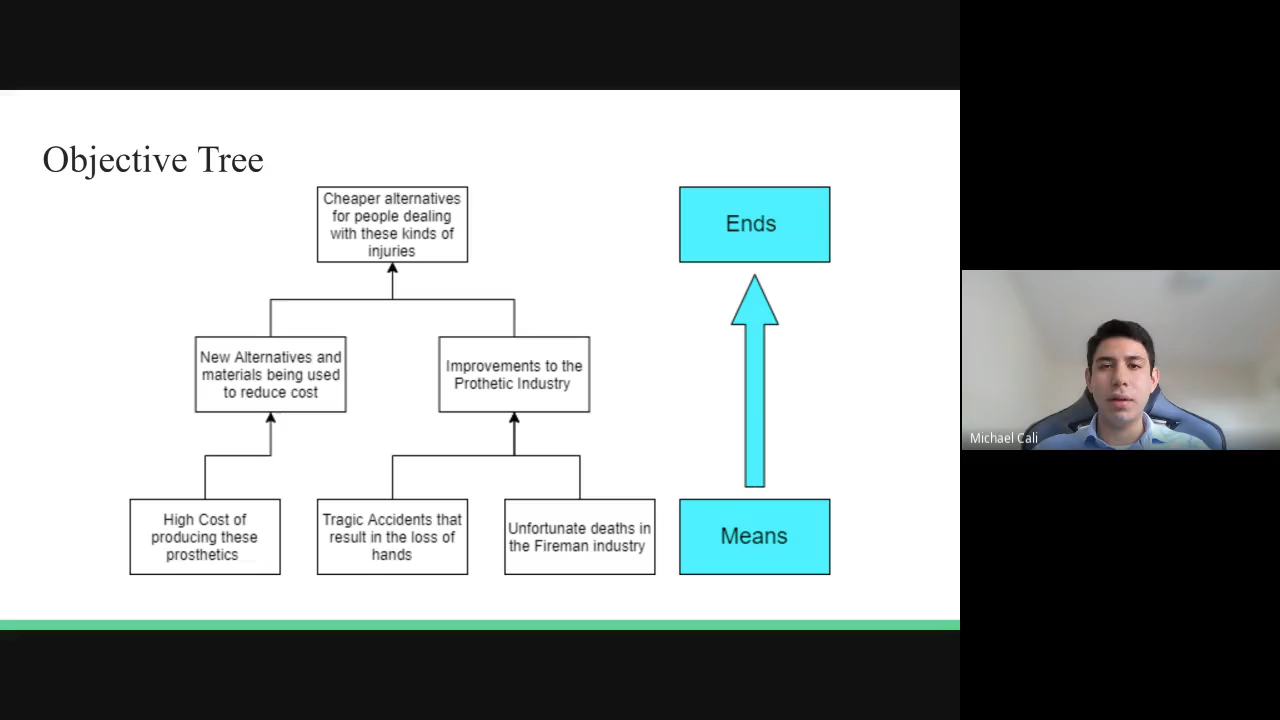 Objective Tree
Cheaper alternatives
for people dealing
with these kinds of
injuries
Ends
New Alternatives and
materials being used
to reduce cost
Improvements to the
Prothetic Industry
Michael Cali
High Cost of
producing these
prosthetics
Tragic Accidents that
result in the loss of
hands
Unfortunate deaths in
the Fireman industry
Means